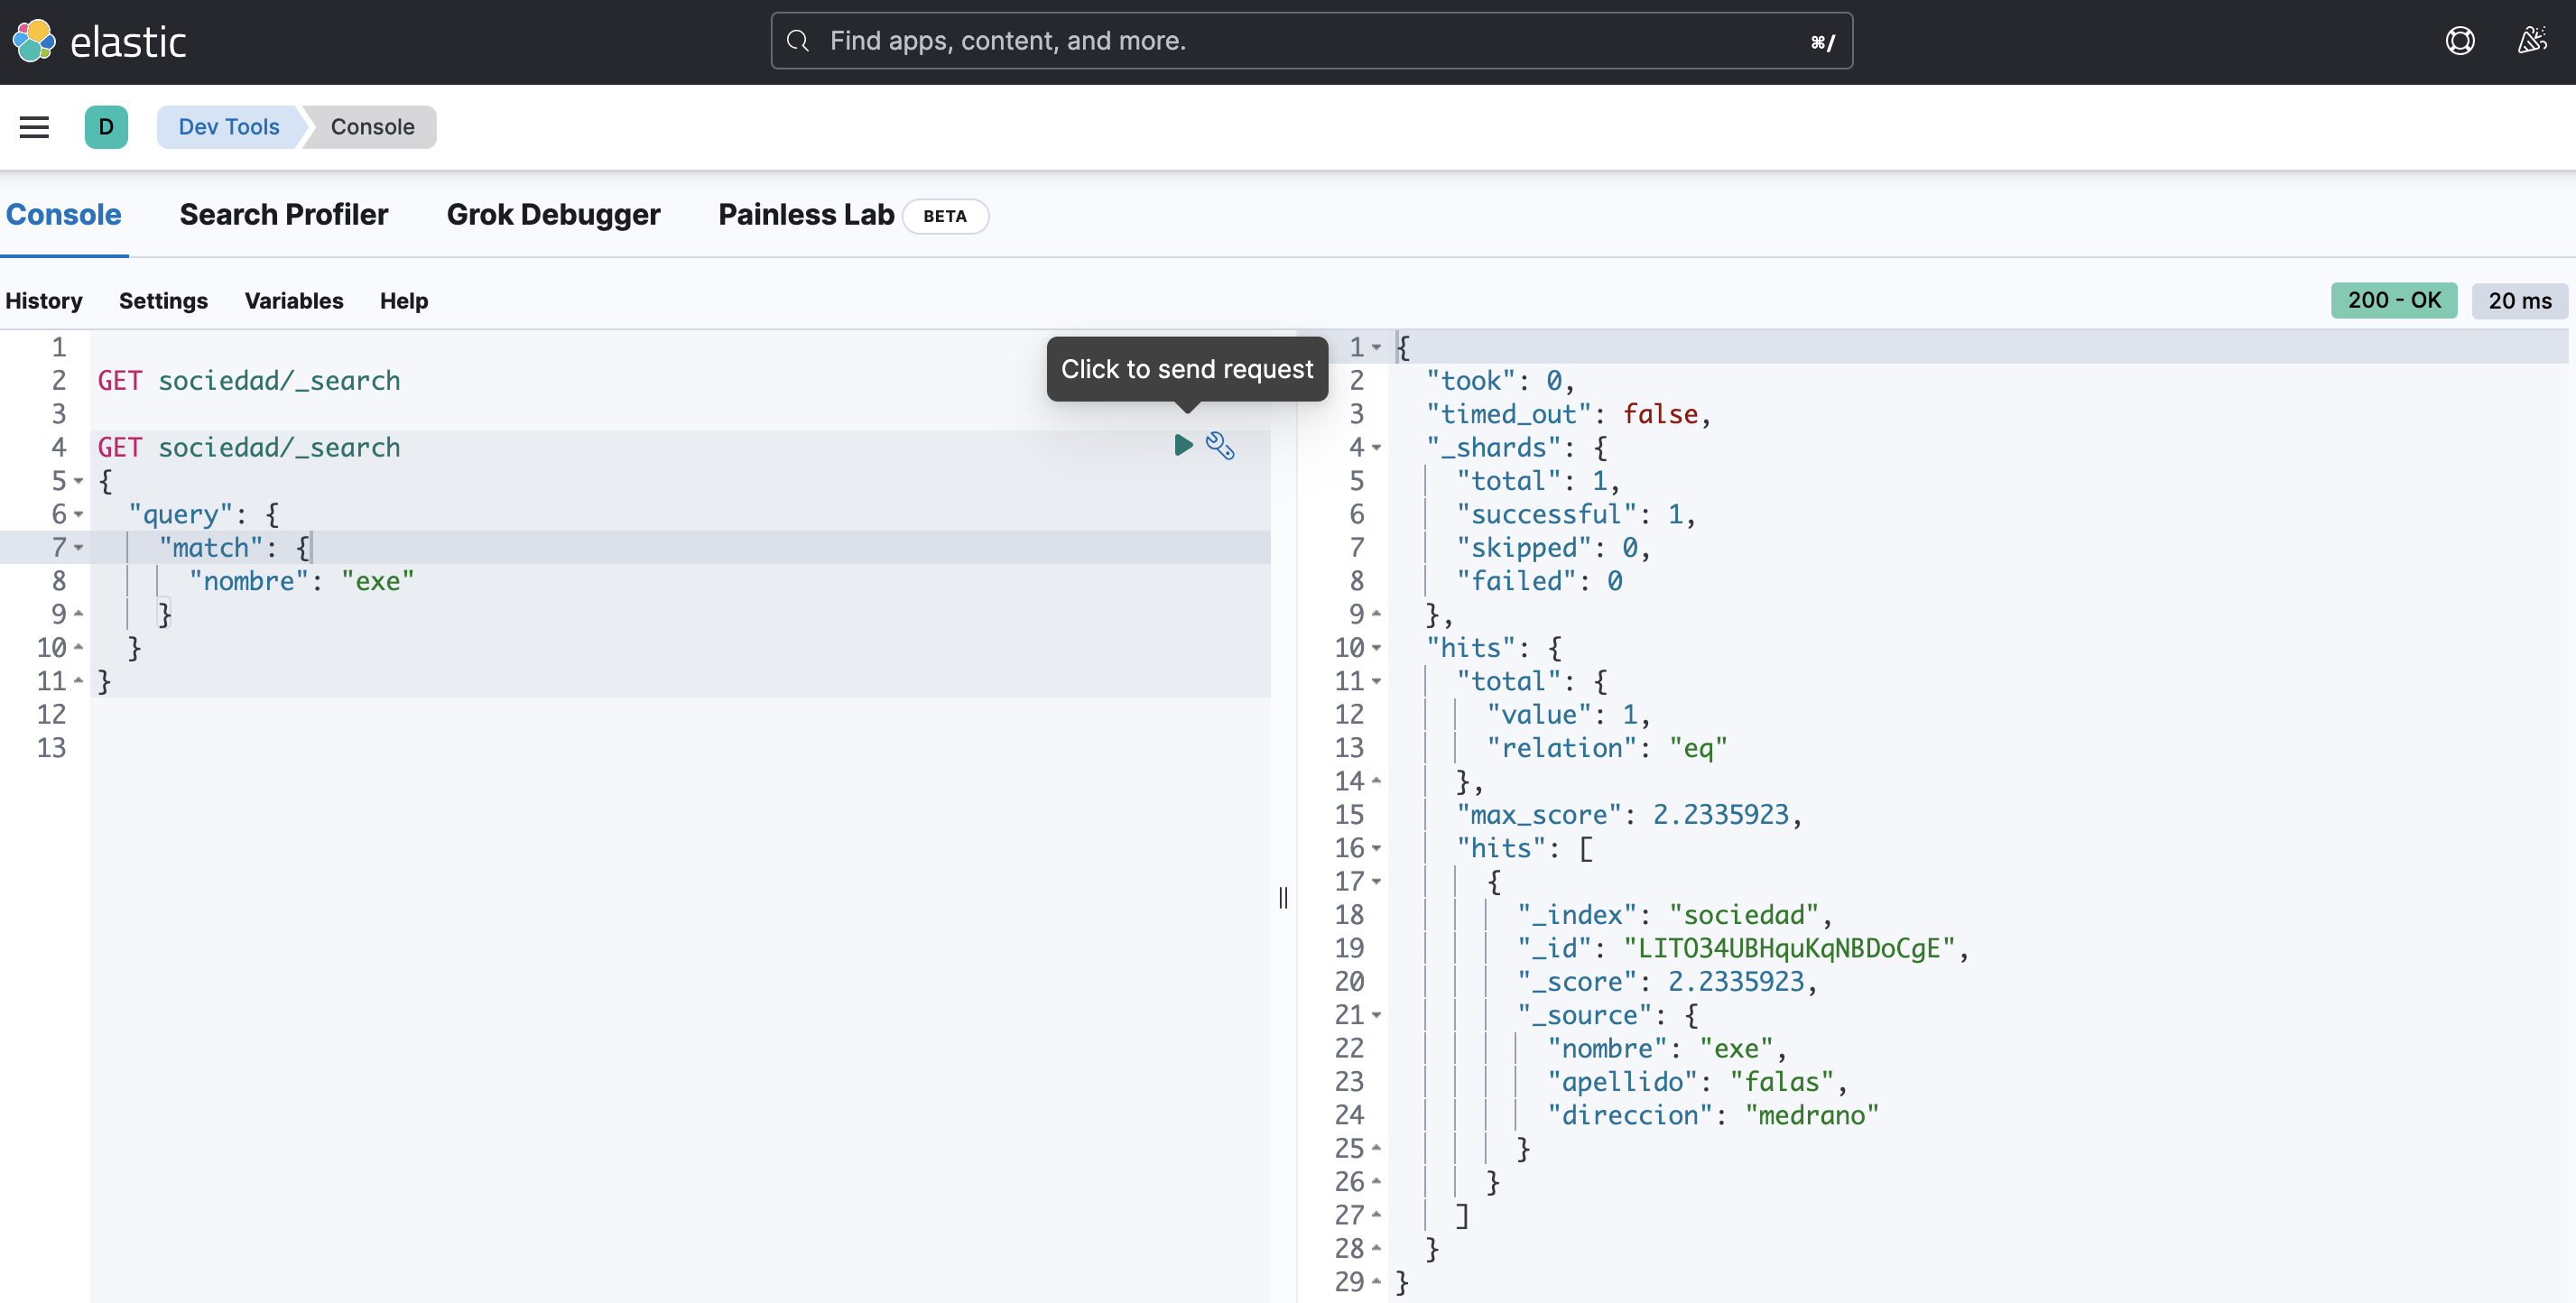 elastic
Find apps, content, and more.
⌘/
D
Dev Tools
Console
Console
Search Profiler
Grok Debugger
Painless Lab
BETA
History
Settings
Variables
Help
200 - OK
20 ms
Click to send request
1
2 GET sociedad/_search
3
4 GET sociedad/_search
5 {
6 "query": {
7 "match": {
8 "nombre": "exe"
9 }
10 }
11 }
12
13
1 {
2 "took": 0,
3 "timed_out": false,
4 "_shards": {
5 "total": 1,
6 "successful": 1,
7 "skipped": 0,
8 "failed": 0
9 },
10 "hits": {
11 "total": {
12 "value": 1,
13 "relation": "eq"
14 },
15 "max_score": 2.2335923,
16 "hits": [
17 {
18 "_index": "sociedad",
19 "_id": "LITO34UBHquKqNBDoCgE",
20 "_score": 2.2335923,
21 "_source": {
22 "nombre": "exe",
23 "apellido": "falas",
24 "direccion": "medrano"
25 }
26 }
27 ]
28 }
29 }